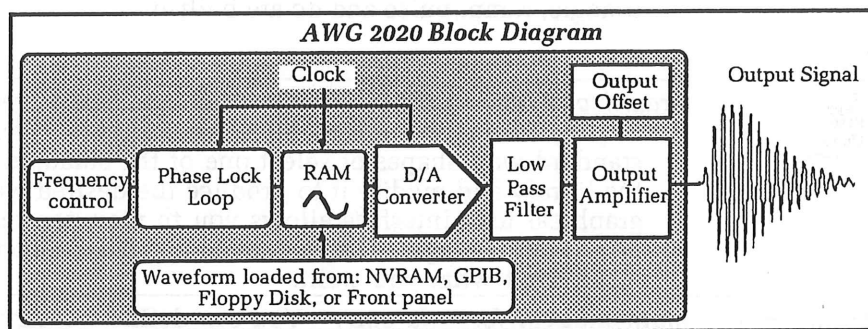 AWG 2020 Block Diagram
Clock
Output
Offset
Output Signal
Frequency
control
Phase Lock
Loop
RAM
D/A
Converter
Low
Pass
Filter
Output
Amplifier
Waveform loaded from: NVRAM, GPIB,
Floppy Disk, or Front panel